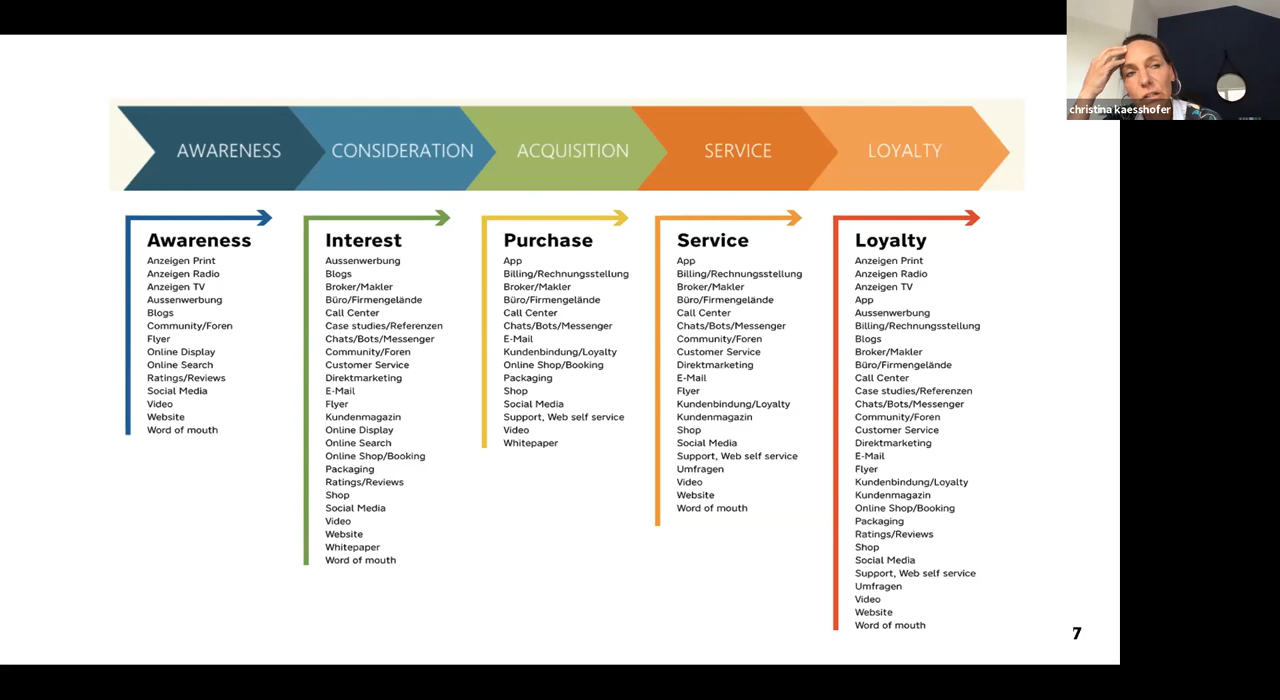 AWARENESS
CONSIDERATION
ACQUISITION
SERVICE
LOYALTY
christina kaesshofer
Awareness
Anzeigen Print
Anzeigen Radio
Anzeigen TV
Aussenwerbung
Blogs
Community/Foren
Flyer
Online Display
Online Search
Ratings/Reviews
Social Media
Video
Website
Word of mouth
Interest
Aussenwerbung
Blogs
Broker/Makler
Büro/Firmengelände
Call Center
Case studies/Referenzen
Chats/Bots/Messenger
Community/Foren
Customer Service
Direktmarketing
E-Mail
Flyer
Kundenmagazin
Online Display
Online Search
Online Shop/Booking
Packaging
Ratings/Reviews
Shop
Social Media
Video
Website
Whitepaper
Word of mouth
Purchase
App
Billing/Rechnungsstellung
Broker/Makler
Büro/Firmengelände
Call Center
Chats/Bots/Messenger
E-Mail
Kundenbindung/Loyalty
Online Shop/Booking
Packaging
Shop
Social Media
Support, Web self service
Video
Whitepaper
Service
App
Billing/Rechnungsstellung
Broker/Makler
Büro/Firmengelände
Call Center
Chats/Bots/Messenger
Community/Foren
Customer Service
Direktmarketing
E-Mail
Flyer
Kundenbindung/Loyalty
Kundenmagazin
Shop
Social Media
Support, Web self service
Umfragen
Video
Website
Word of mouth
Loyalty
Anzeigen Print
Anzeigen Radio
Anzeigen TV
App
Aussenwerbung
Billing/Rechnungsstellung
Blogs
Broker/Makler
Büro/Firmengelände
Call Center
Case studies/Referenzen
Chats/Bots/Messenger
Community/Foren
Customer Service
Direktmarketing
E-Mail
Flyer
Kundenbindung/Loyalty
Kundenmagazin
Online Shop/Booking
Packaging
Ratings/Reviews
Shop
Social Media
Support, Web self service
Umfragen
Video
Website
Word of mouth
7